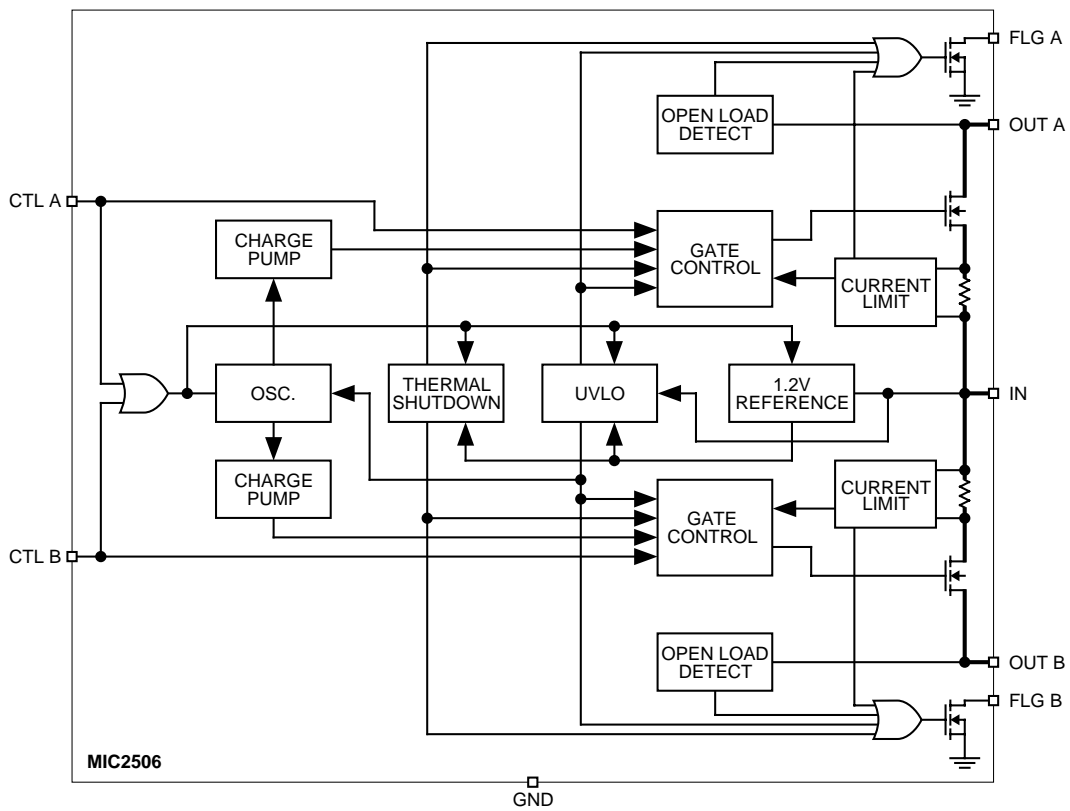 FLG A
OPEN LOAD
DETECT
OUT A
CTL A
CHARGE
PUMP
GATE
CONTROL
CURRENT
LIMIT
OSC.
THERMAL
SHUTDOWN
UVLO
1.2V
REFERENCE
IN
CHARGE
PUMP
GATE
CONTROL
CURRENT
LIMIT
CTL B
OPEN LOAD
DETECT
OUT B
FLG B
MIC2506
GND